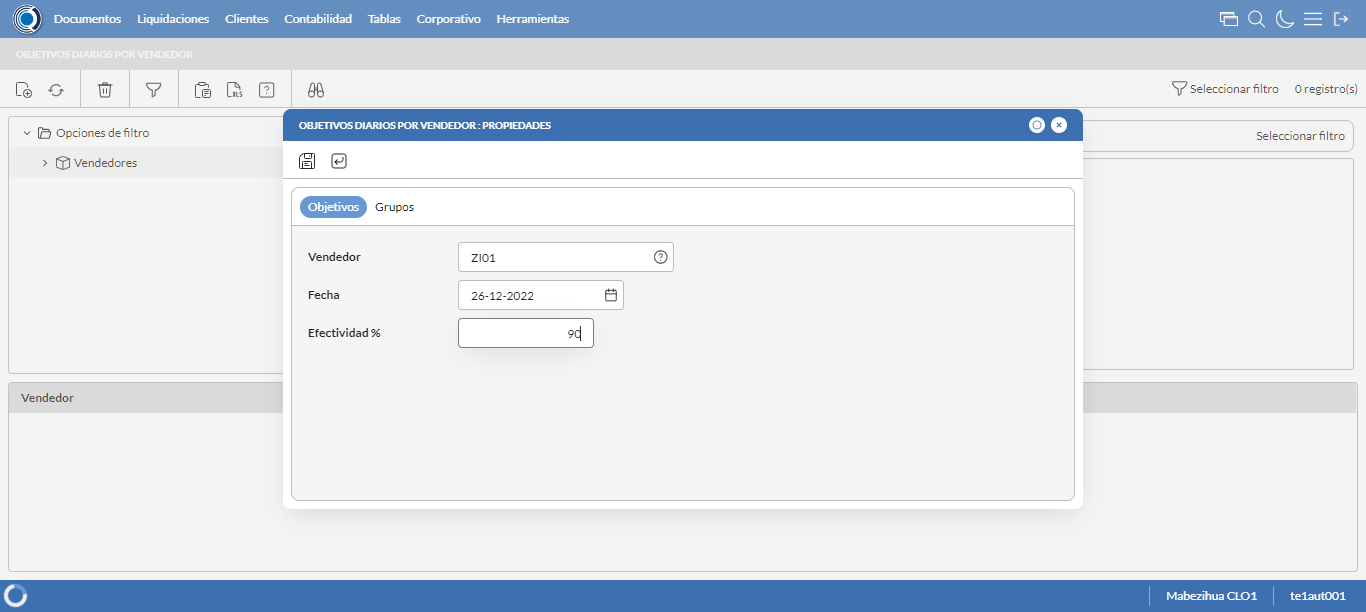 Documentos Liquidaciones Clientes Contabilidad Tablas Corporativo Herramientas
OBJETIVOS DIARIOS POR VENDEDOR
XLS ? Seleccionar filtro 0 registro(s)
Opciones de filtro
Vendedores
Seleccionar filtro
OBJETIVOS DIARIOS POR VENDEDOR : PROPIEDADES
Objetivos Grupos
Vendedor ZI01 ?
Fecha 26-12-2022
Efectividad % 90
Vendedor
Mabezihua CLO1 te1aut001